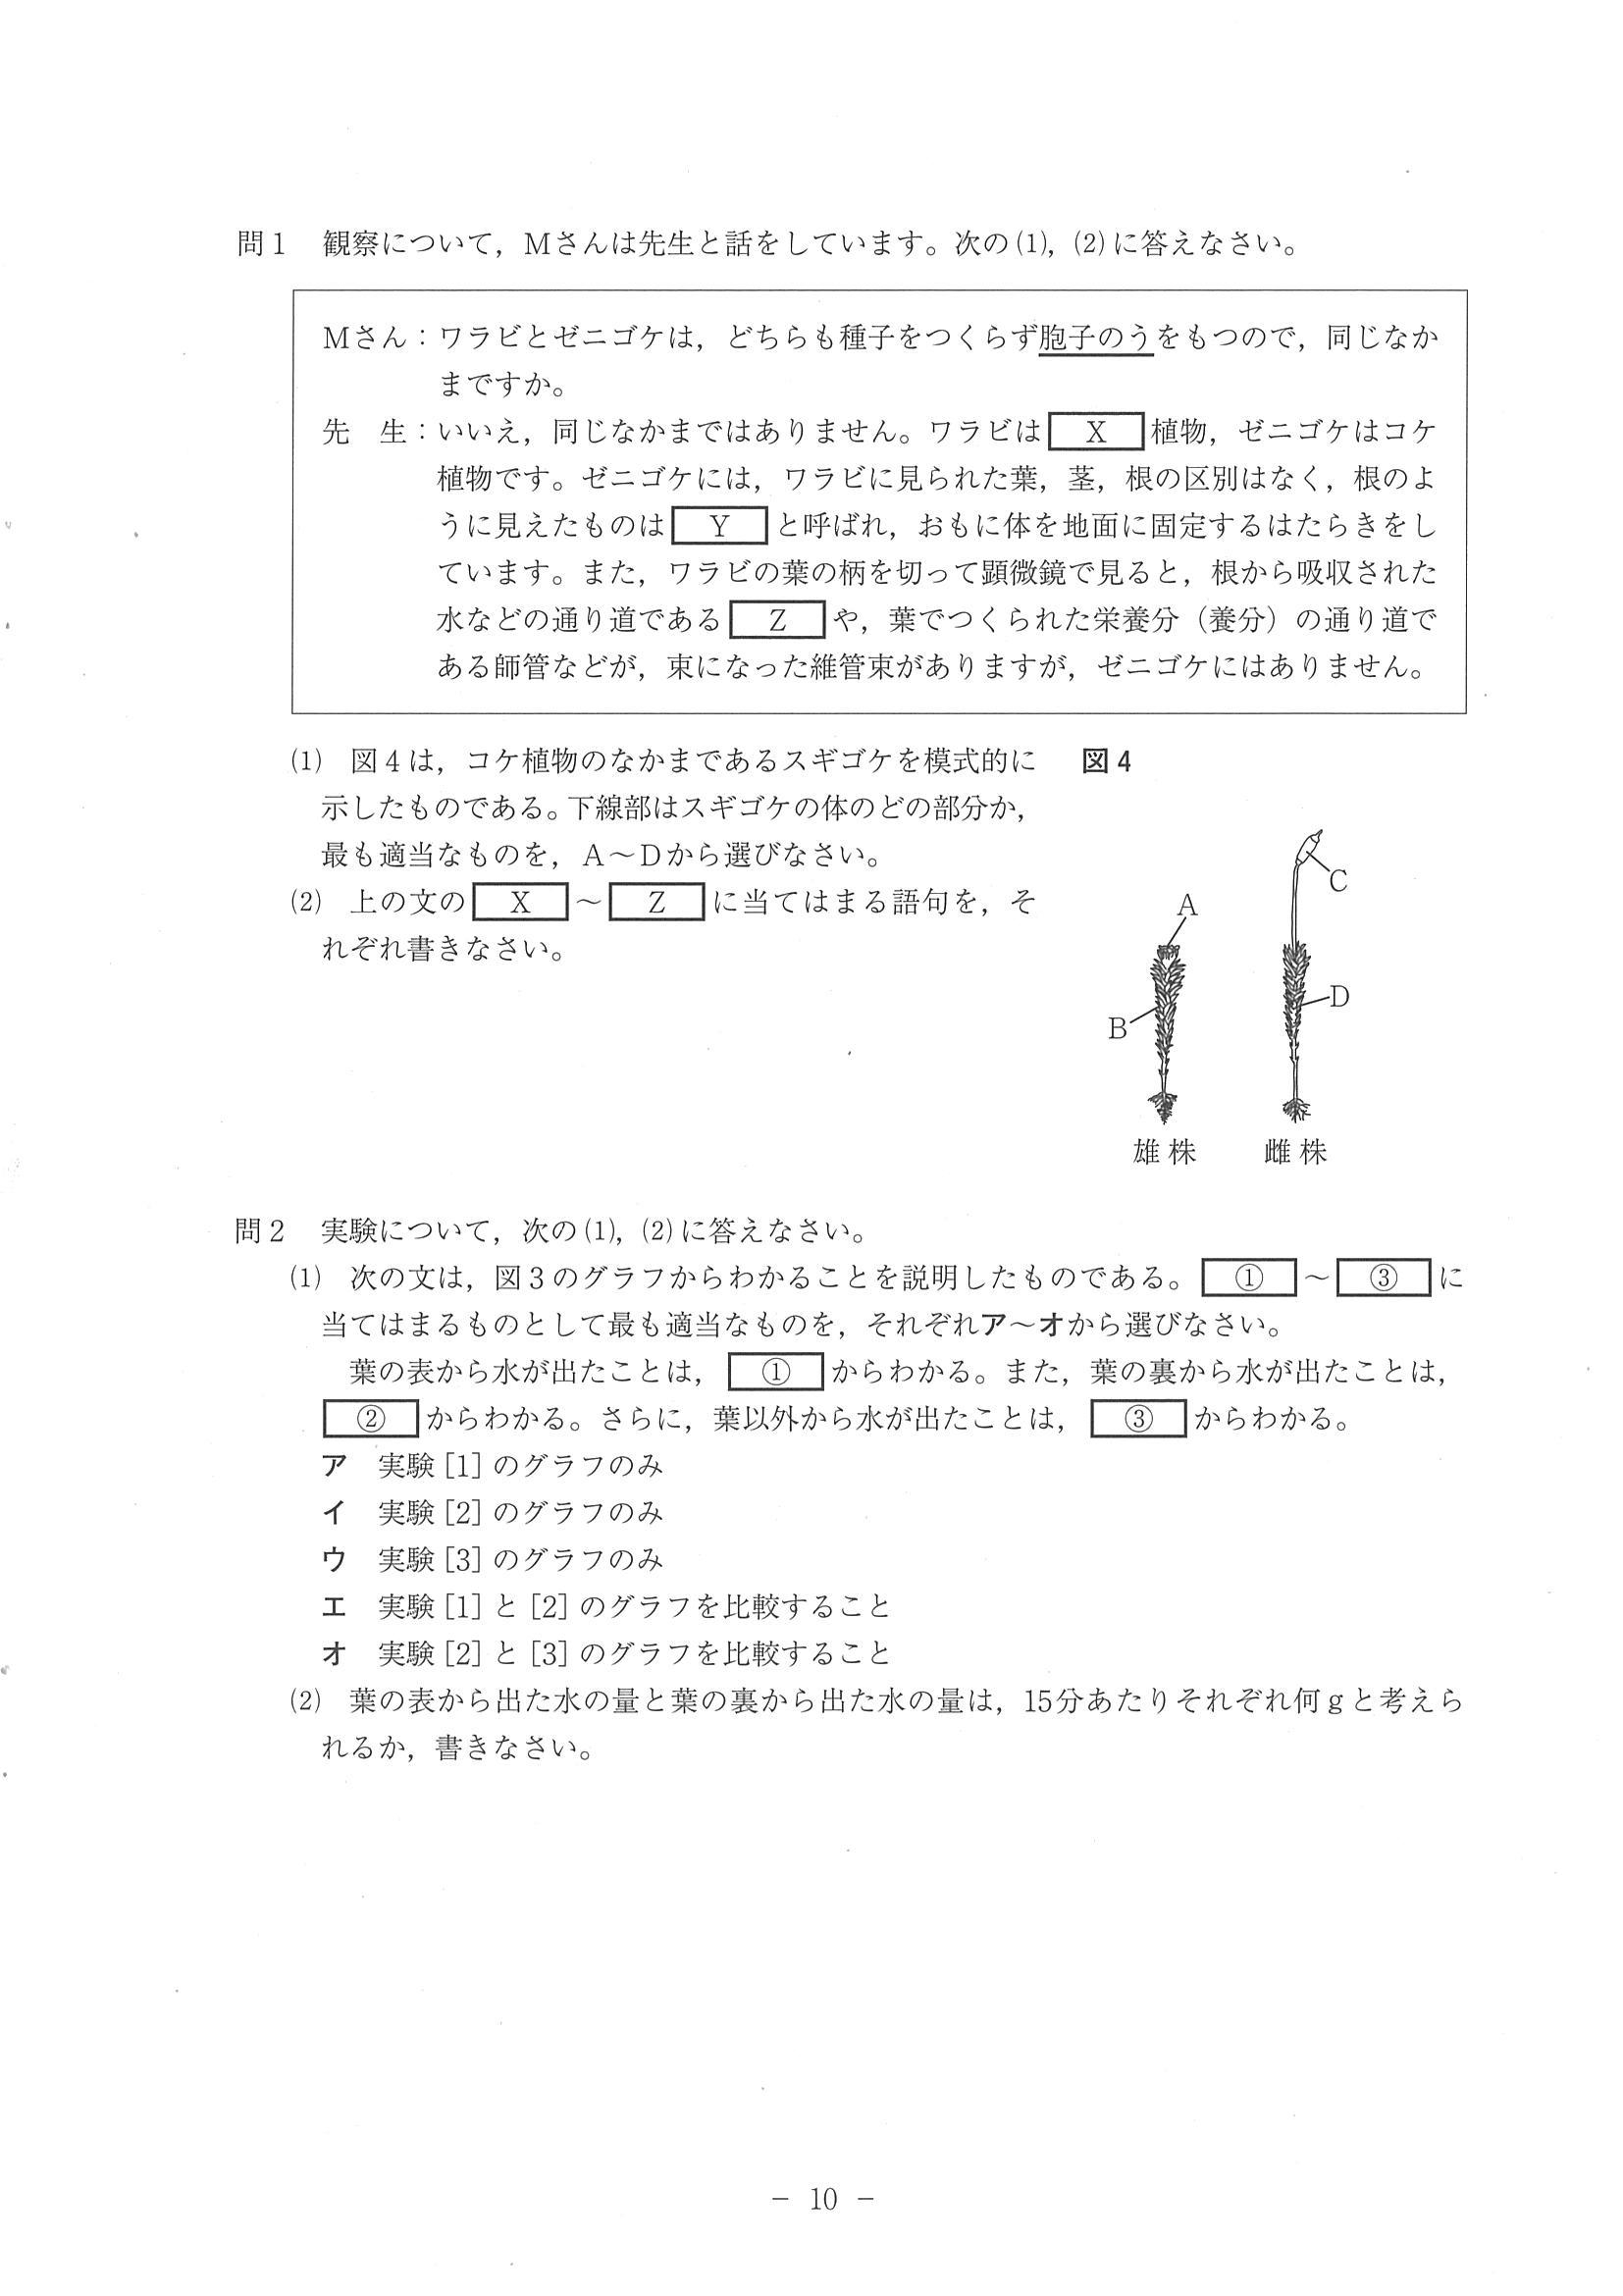 問1 観察について，Mさんは先生と話をしています。次の(1)，(2)に答えなさい。
Mさん：ワラビとゼニゴケは，どちらも種子をつくらず胞子のうをもつので，同じなか
まですか。
先 生：いいえ，同じなかまではありません。ワラビは X 植物，ゼニゴケはコケ
植物です。ゼニゴケには，ワラビに見られた葉，茎，根の区別はなく，根のよ
うに見えたものは Y と呼ばれ，おもに体を地面に固定するはたらきをし
ています。また，ワラビの葉の柄を切って顕微鏡で見ると，根から吸収された
水などの通り道である Z や，葉でつくられた栄養分（養分）の通り道で
ある師管などが，束になった維管束がありますが，ゼニゴケにはありません。
(1) 図4は，コケ植物のなかまであるスギゴケを模式的に
示したものである。下線部はスギゴケの体のどの部分か，
最も適当なものを，A～Dから選びなさい。
(2) 上の文の X ～ Z に当てはまる語句を，そ
れぞれ書きなさい。
図4
C
A
D
B
雄株 雌株
問2 実験について，次の(1)，(2)に答えなさい。
(1) 次の文は，図3のグラフからわかることを説明したものである。 ① ～ ③ に
当てはまるものとして最も適当なものを，それぞれア～オから選びなさい。
葉の表から水が出たことは， ① からわかる。また，葉の裏から水が出たことは，
② からわかる。さらに，葉以外から水が出たことは， ③ からわかる。
ア 実験[1]のグラフのみ
イ 実験[2]のグラフのみ
ウ 実験[3]のグラフのみ
エ 実験[1]と[2]のグラフを比較すること
オ 実験[2]と[3]のグラフを比較すること
(2) 葉の表から出た水の量と葉の裏から出た水の量は，15分あたりそれぞれ何gと考えら
れるか，書きなさい。
－ 10 －